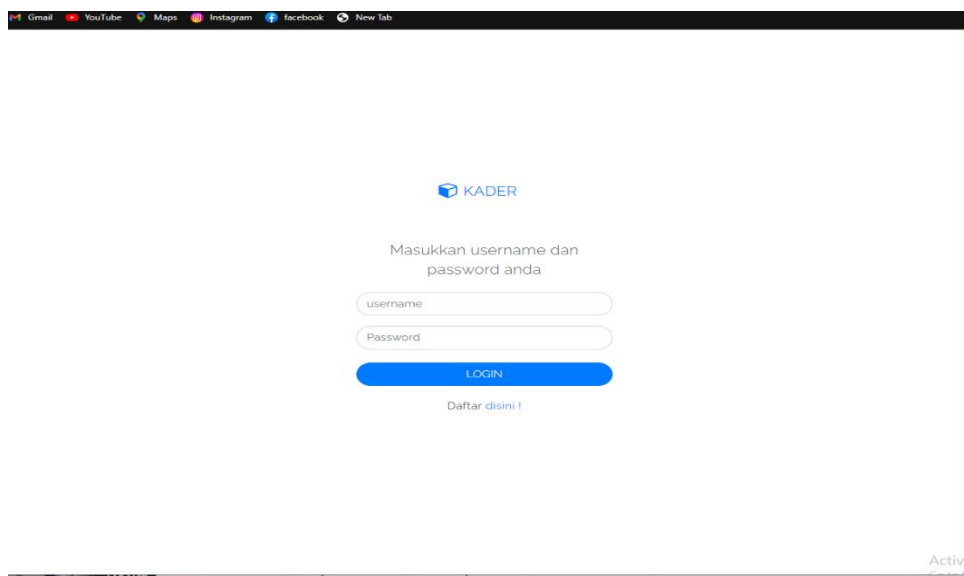 Gmail YouTube Maps Instagram facebook New Tab
KADER
Masukkan username dan
password anda
username
Password
LOGIN
Daftar disini !
Activ